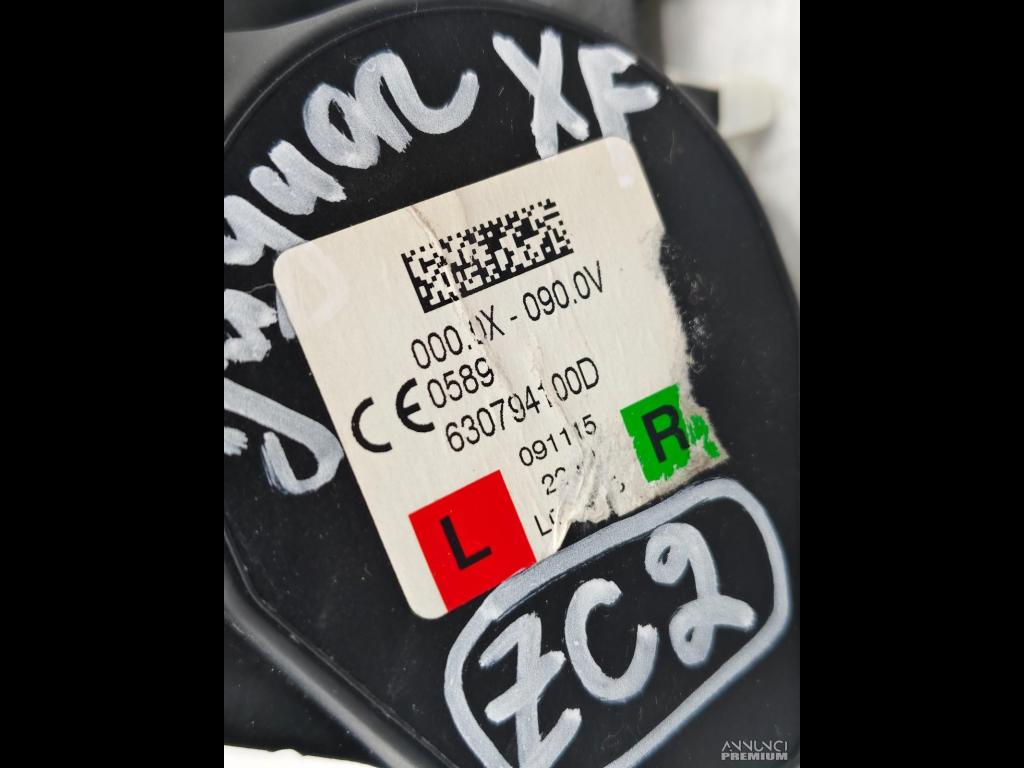 Jaguar XF
000.0X - 090.0V
CE 0589
630794100D
091115
L R
ZC2
ANNUNCI
PREMIUM